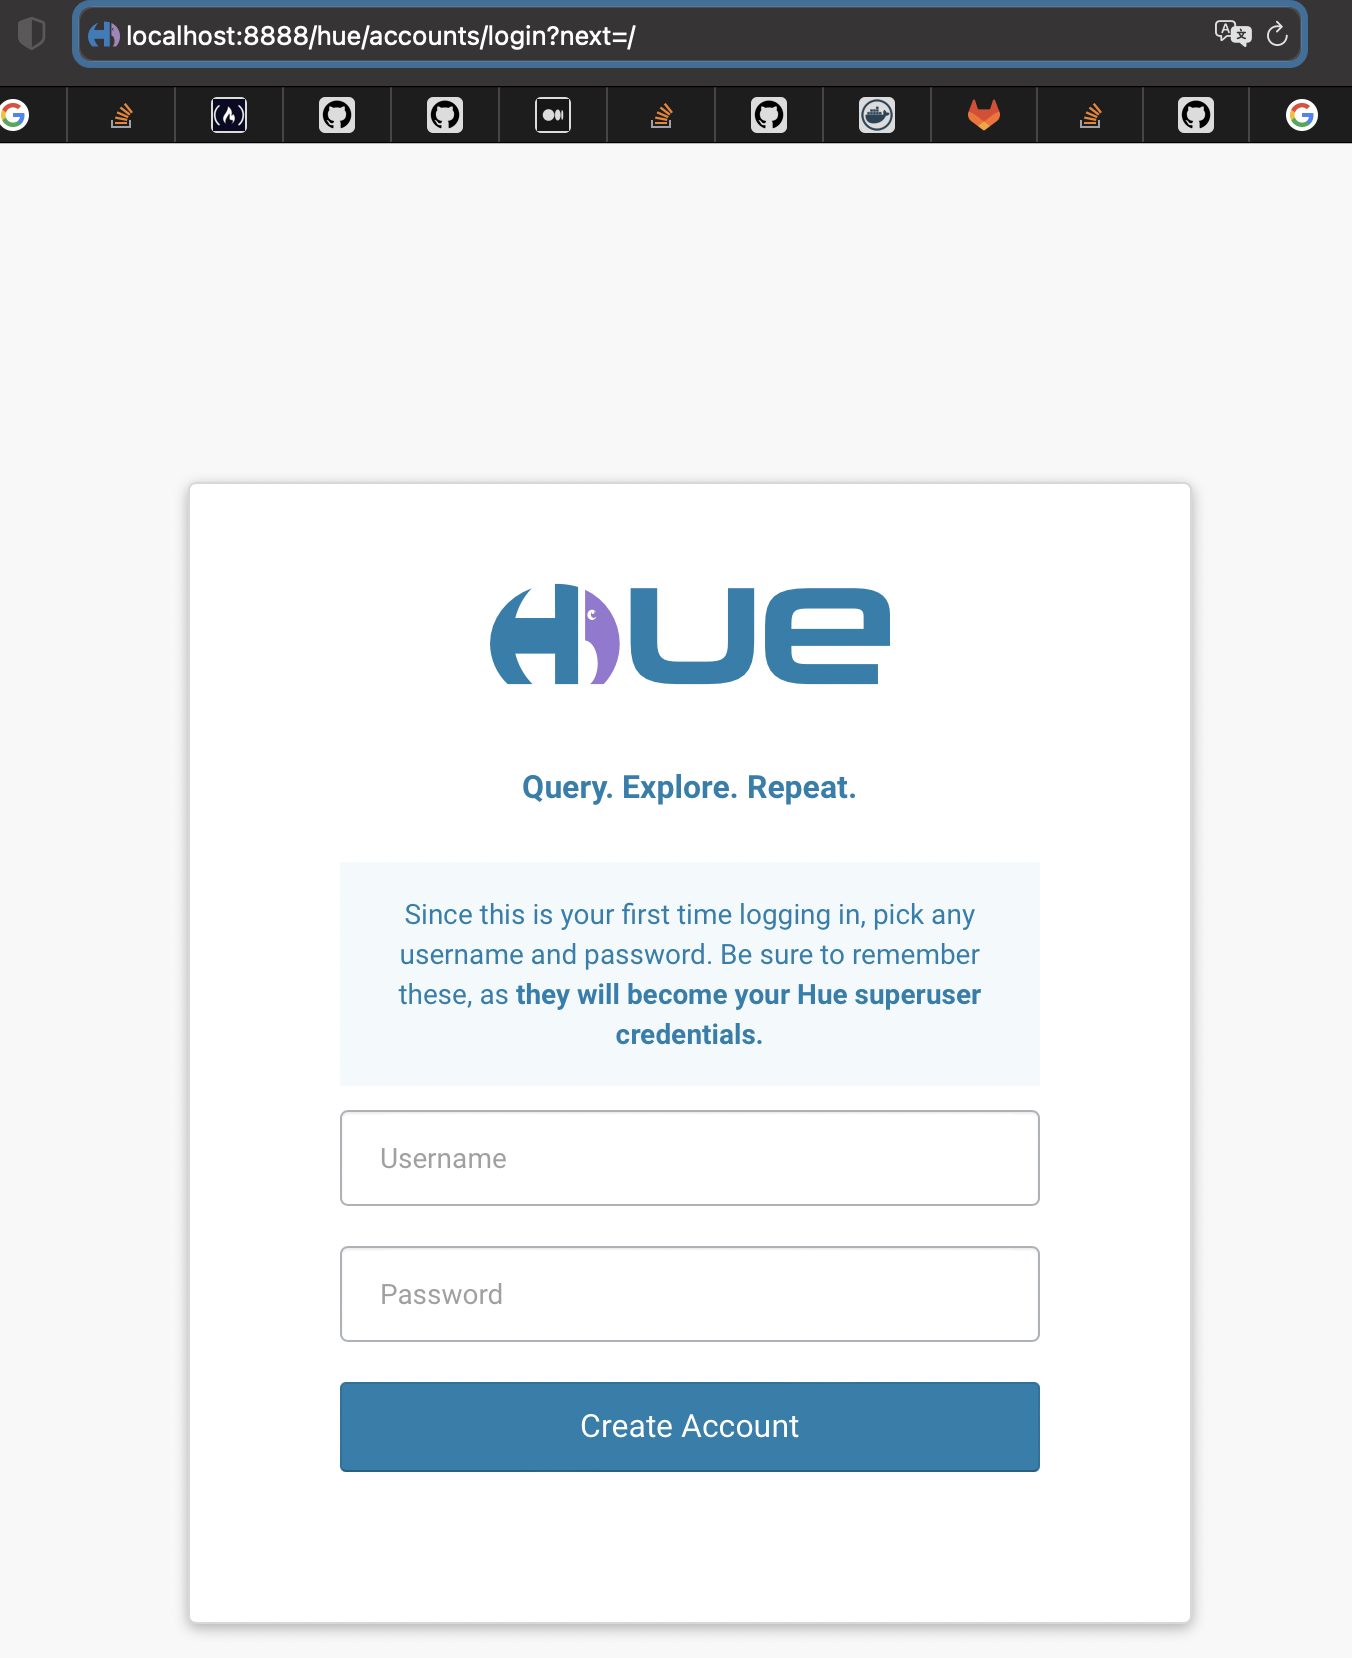 localhost:8888/hue/accounts/login?next=/
HUE
Query. Explore. Repeat.
Since this is your first time logging in, pick any
username and password. Be sure to remember
these, as they will become your Hue superuser
credentials.
Username
Password
Create Account